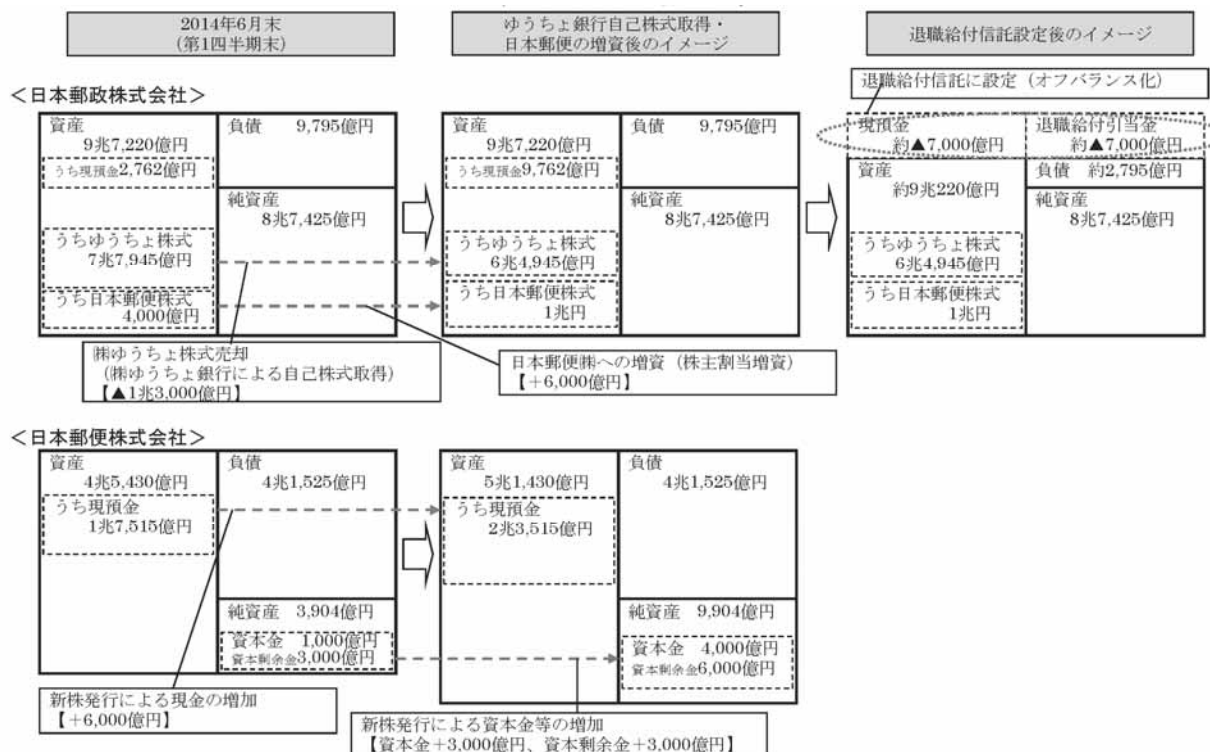 2014年6月末
(第1四半期末)
ゆうちょ銀行自己株式取得・
日本郵便の増資後のイメージ
退職給付信託設定後のイメージ
退職給付信託に設定（オフバランス化）
＜日本郵政株式会社＞
資産
9兆7,220億円
うち現預金2,762億円
うちゆうちょ株式
7兆7,945億円
うち日本郵便株式
4,000億円
負債 9,795億円
純資産
8兆7,425億円
資産
9兆7,220億円
うち現預金9,762億円
うちゆうちょ株式
6兆4,945億円
うち日本郵便株式
1兆円
負債 9,795億円
純資産
8兆7,425億円
現預金
約▲7,000億円
退職給付引当金
約▲7,000億円
資産
約9兆220億円
うちゆうちょ株式
6兆4,945億円
うち日本郵便株式
1兆円
負債 約2,795億円
純資産
8兆7,425億円
㈱ゆうちょ株式売却
（㈱ゆうちょ銀行による自己株式取得）
【▲1兆3,000億円】
日本郵便㈱への増資（株主割当増資）
【＋6,000億円】
＜日本郵便株式会社＞
資産
4兆5,430億円
うち現預金
1兆7,515億円
負債
4兆1,525億円
純資産 3,904億円
資本金 1,000億円
資本剰余金3,000億円
資産
5兆1,430億円
うち現預金
2兆3,515億円
負債
4兆1,525億円
純資産 9,904億円
資本金 4,000億円
資本剰余金6,000億円
新株発行による現金の増加
【＋6,000億円】
新株発行による資本金等の増加
【資本金＋3,000億円、資本剰余金＋3,000億円】